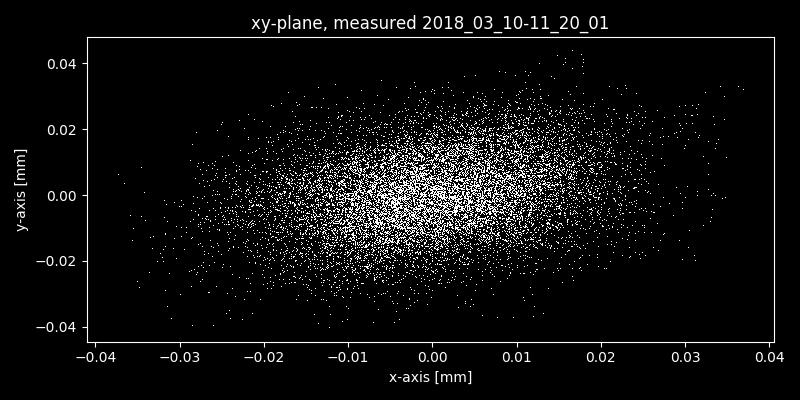 xy-plane, measured 2018_03_10-11_20_01
0.04
0.02
0.00
−0.02
−0.04
y-axis [mm]
−0.04 −0.03 −0.02 −0.01 0.00 0.01 0.02 0.03 0.04
x-axis [mm]